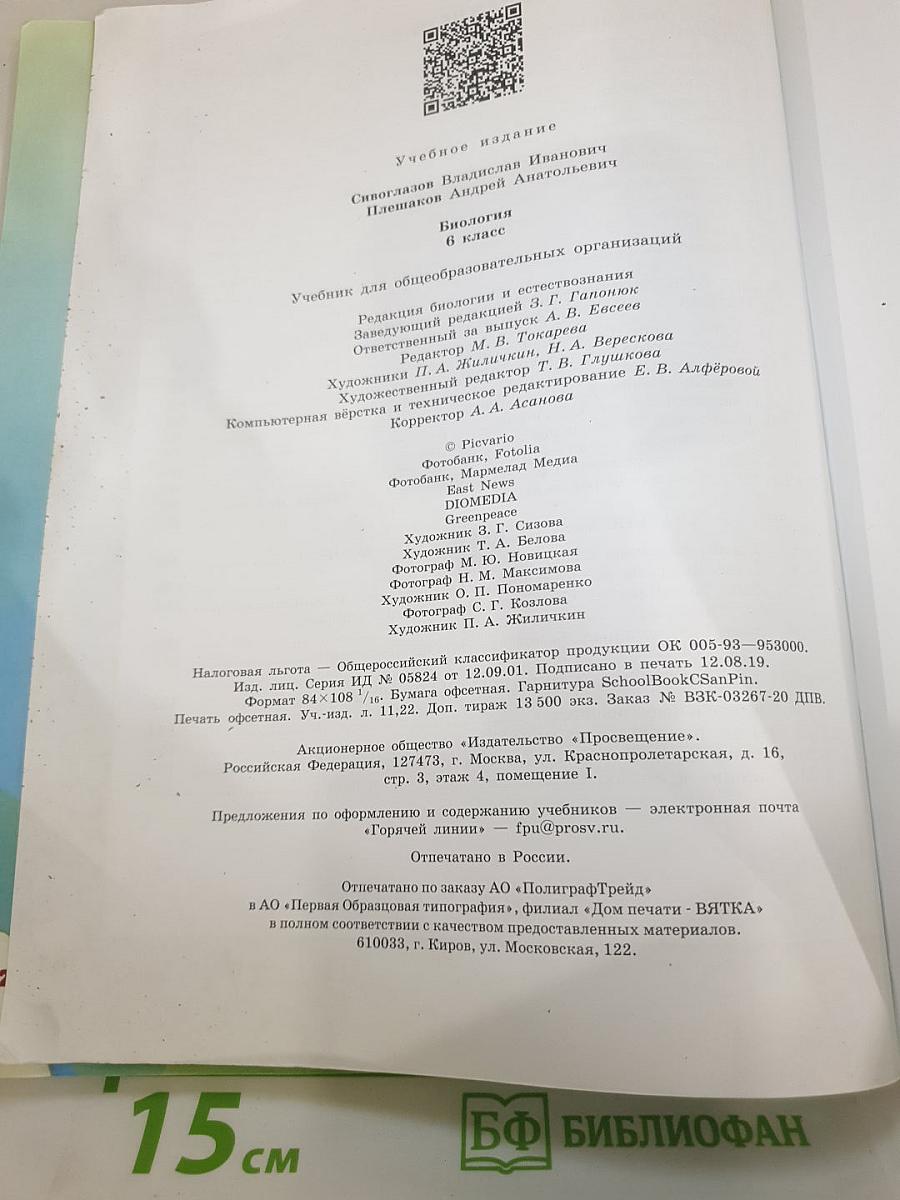 Учебное издание
Сивоглазов Владислав Иванович
Плешаков Андрей Анатольевич
Биология
6 класс
Учебник для общеобразовательных организаций
Редакция биологии и естествознания
Заведующий редакцией З. Г. Гапонюк
Ответственный за выпуск А. В. Евсеев
Редактор М. В. Токарева
Художники П. А. Жиличкин, Н. А. Верескова
Художественный редактор Т. В. Глушкова
Компьютерная вёрстка и техническое редактирование Е. В. Алфёровой
Корректор А. А. Асанова
© Picvario
Фотобанк, Fotolia
Фотобанк, Мармелад Медиа
East News
DIOMEDIA
Greenpeace
Художник З. Г. Сизова
Художник Т. А. Белова
Фотограф М. Ю. Новицкая
Фотограф Н. М. Максимова
Художник О. П. Пономаренко
Фотограф С. Г. Козлова
Художник П. А. Жиличкин
Налоговая льгота — Общероссийский классификатор продукции ОК 005-93—953000.
Изд. лиц. Серия ИД № 05824 от 12.09.01. Подписано в печать 12.08.19.
Формат 84×108 1/16. Бумага офсетная. Гарнитура SchoolBookCSanPin.
Печать офсетная. Уч.-изд. л. 11,22. Доп. тираж 13 500 экз. Заказ № ВЗК-03267-20 ДПВ.
Акционерное общество «Издательство «Просвещение».
Российская Федерация, 127473, г. Москва, ул. Краснопролетарская, д. 16,
стр. 3, этаж 4, помещение I.
Предложения по оформлению и содержанию учебников — электронная почта
«Горячей линии» — fpu@prosv.ru.
Отпечатано в России.
Отпечатано по заказу АО «ПолиграфТрейд»
в АО «Первая Образцовая типография», филиал «Дом печати - ВЯТКА»
в полном соответствии с качеством предоставленных материалов.
610033, г. Киров, ул. Московская, 122.
15 см
БФ БИБЛИОФАН